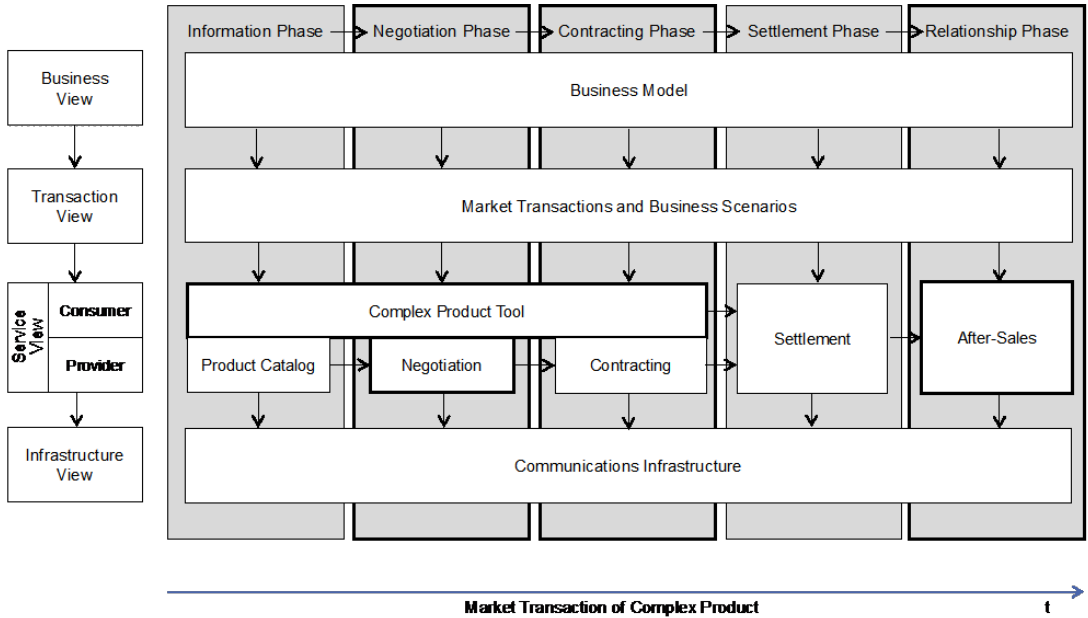 Information Phase
Negotiation Phase
Contracting Phase
Settlement Phase
Relationship Phase
Business
View
Business Model
Transaction
View
Market Transactions and Business Scenarios
Service
View
Consumer
Provider
Complex Product Tool
Product Catalog
Negotiation
Contracting
Settlement
After-Sales
Infrastructure
View
Communications Infrastructure
Market Transaction of Complex Product
t